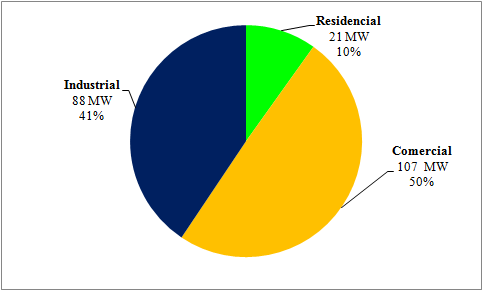 Residencial
21 MW
10%
Industrial
88 MW
41%
Comercial
107 MW
50%